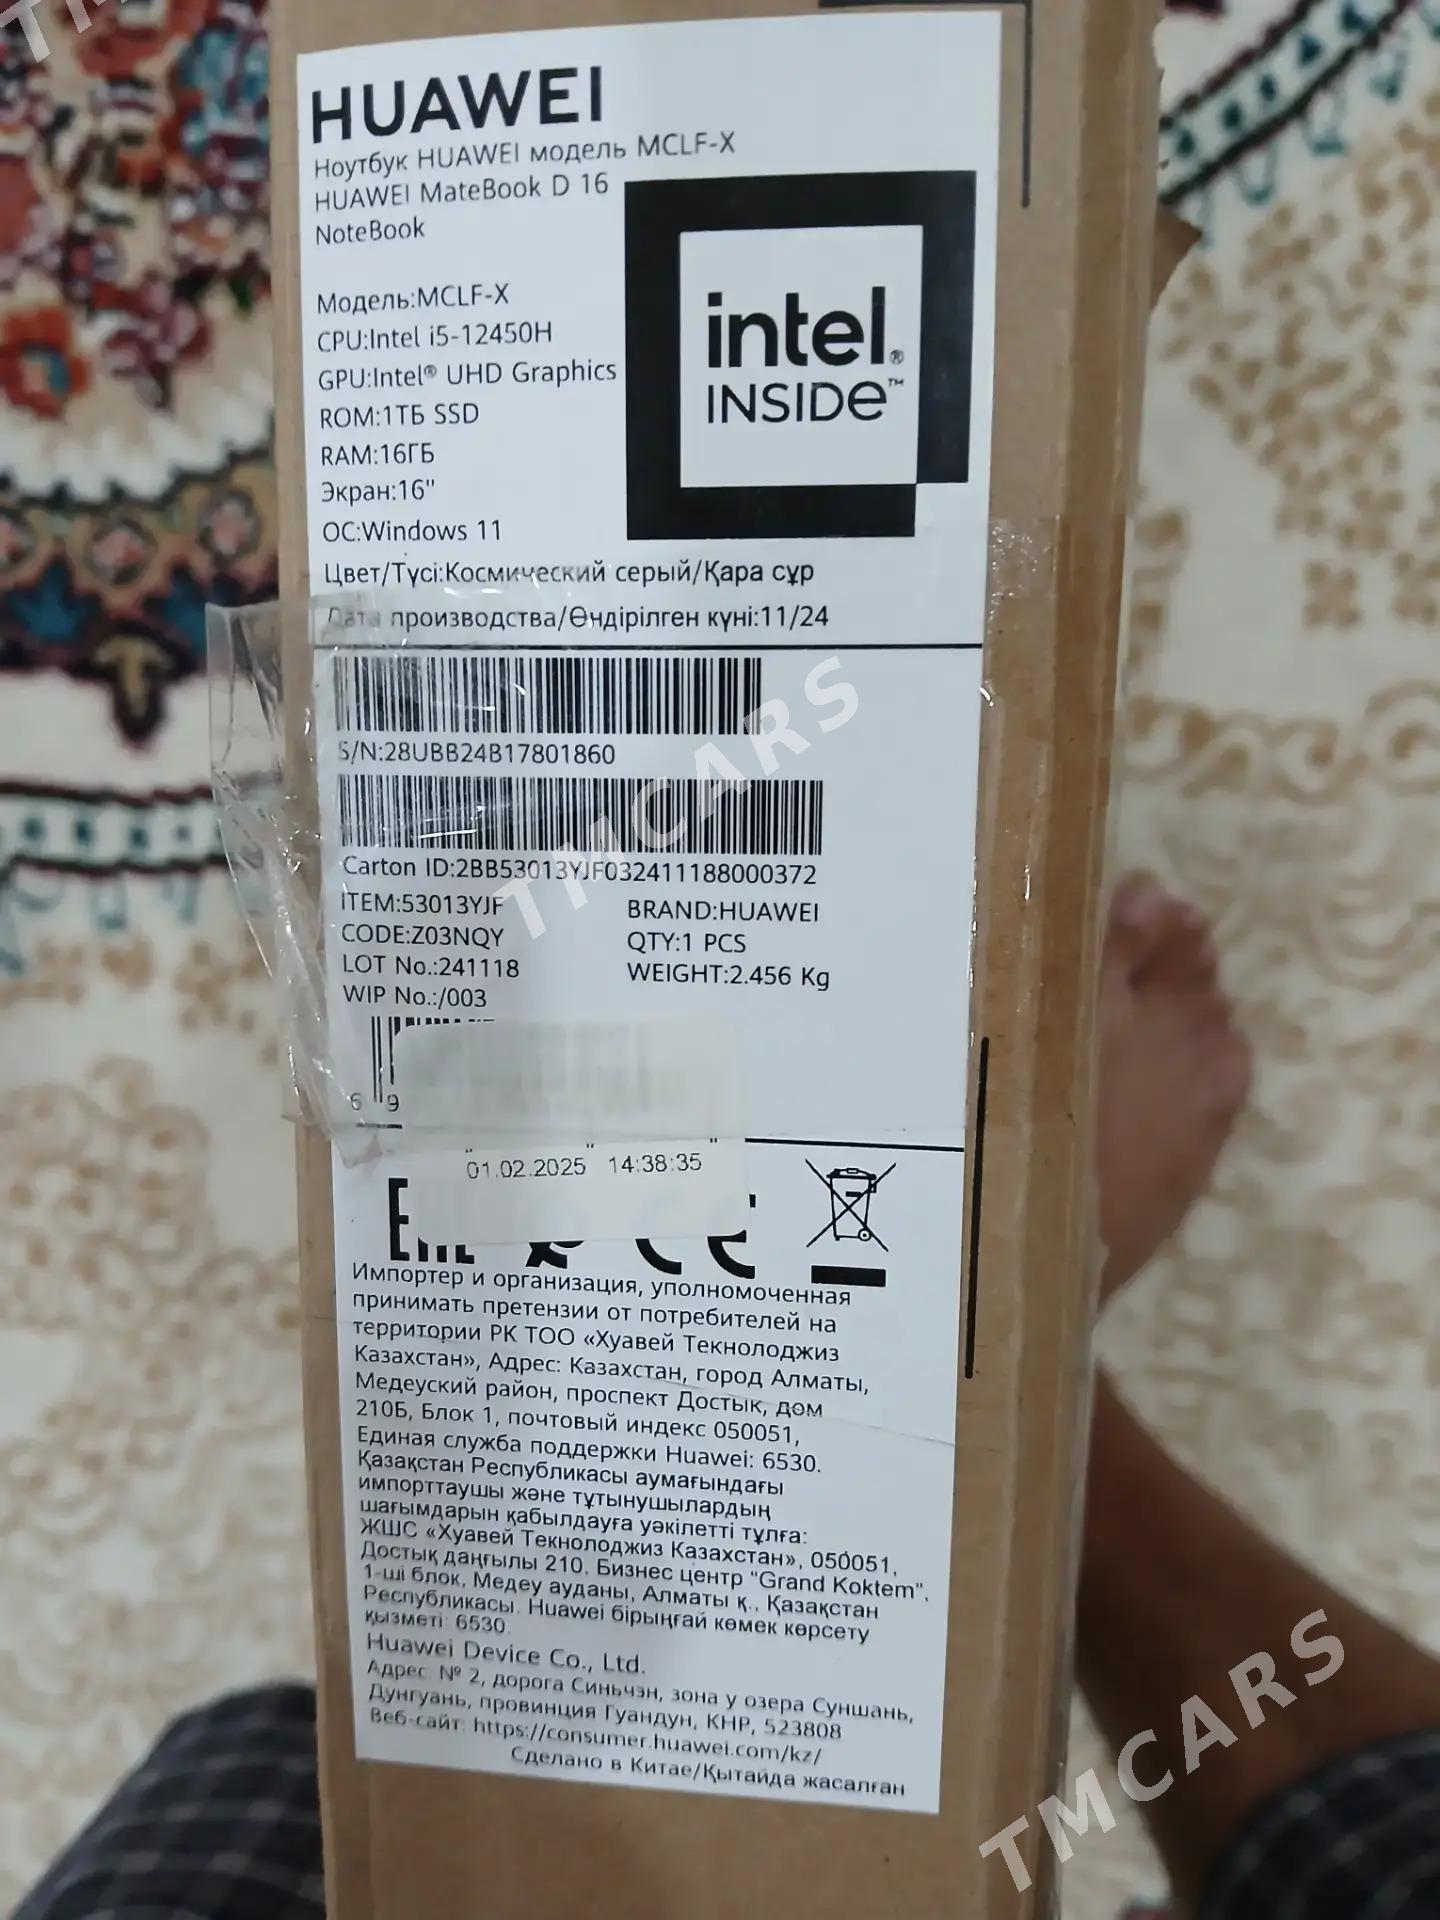 HUAWEI
Ноутбук HUAWEI модель MCLF-X
HUAWEI MateBook D 16
NoteBook
Модель:MCLF-X
CPU:Intel i5-12450H
GPU:Intel® UHD Graphics
ROM:1ТБ SSD
RAM:16ГБ
Экран:16"
ОС:Windows 11
intel®
INSIDe™
Цвет/Түсі:Космический серый/Қара сұр
Дата производства/Өндірілген күні:11/24
S/N:28UBB24B17801860
Carton ID:2BB53013YJF032411188000372
ITEM:53013YJF
BRAND:HUAWEI
CODE:Z03NQY
QTY:1 PCS
LOT No.:241118
WEIGHT:2.456 Kg
WIP No.:/003
6 9
01.02.2025 14:38:35
Импортер и организация, уполномоченная
принимать претензии от потребителей на
территории РК ТОО «Хуавей Текнолоджиз
Казахстан», Адрес: Казахстан, город Алматы,
Медеуский район, проспект Достык, дом
210Б, Блок 1, почтовый индекс 050051,
Единая служба поддержки Huawei: 6530.
Қазақстан Республикасы аумағындағы
импорттаушы және тұтынушылардың
шағымдарын қабылдауға уәкілетті тұлға:
ЖШС «Хуавей Текнолоджиз Казахстан», 050051,
Достық даңғылы 210, Бизнес центр "Grand Koktem",
1-ші блок, Медеу ауданы, Алматы қ., Қазақстан
Республикасы. Huawei бірыңғай көмек көрсету
қызметі: 6530.
Huawei Device Co., Ltd.
Адрес: № 2, дорога Синьчэн, зона у озера Суншань,
Дунгуань, провинция Гуандун, КНР, 523808
Веб-сайт: https://consumer.huawei.com/kz/
Сделано в Китае/Қытайда жасалған
TMCARS
TMCARS